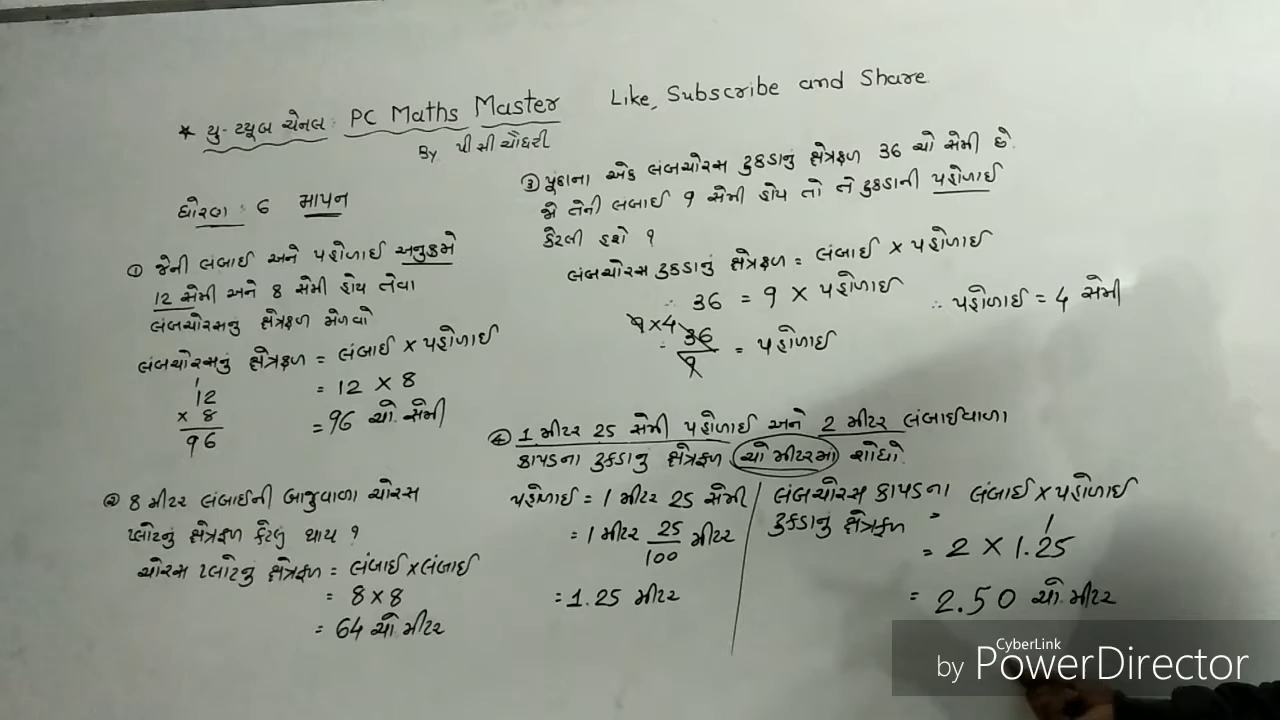 * યુ-ટ્યૂબ ચેનલ: PC Maths Master Like, Subscribe and Share
By પી સી ચૌધરી
ધોરણ : 6 માપન
① જેની લંબાઈ અને પહોળાઈ અનુક્રમે
12 સેમી અને 8 સેમી હોય તેવા
લંબચોરસનું ક્ષેત્રફળ મેળવો
લંબચોરસનું ક્ષેત્રફળ = લંબાઈ × પહોળાઈ
= 12 × 8
= 96 ચો સેમી
1
12
× 8
96
② 8 મીટર લંબાઈની બાજુવાળા ચોરસ
પ્લોટનું ક્ષેત્રફળ કેટલું થાય ?
ચોરસ પ્લોટનું ક્ષેત્રફળ = લંબાઈ × લંબાઈ
= 8 × 8
= 64 ચો મીટર
③ પૂઠાના એક લંબચોરસ ટુકડાનું ક્ષેત્રફળ 36 ચો સેમી છે.
જો તેની લબાઈ 9 સેમી હોય તો તે ટુકડાની પહોળાઈ
કેટલી હશે ?
લંબચોરસ ટુકડાનું ક્ષેત્રફળ = લંબાઈ × પહોળાઈ
∴ 36 = 9 × પહોળાઈ
9 × 4
∴ 36/9 = પહોળાઈ
∴ પહોળાઈ = 4 સેમી
④ 1 મીટર 25 સેમી પહોળાઈ અને 2 મીટર લંબાઈવાળા
કાપડના ટુકડાનું ક્ષેત્રફળ ચો મીટરમાં શોધો.
પહોળાઈ = 1 મીટર 25 સેમી
= 1 મીટર 25/100 મીટર
= 1.25 મીટર
લંબચોરસ કાપડના
ટુકડાનું ક્ષેત્રફળ = લંબાઈ × પહોળાઈ
1
= 2 × 1.25
= 2.50 ચો મીટર
CyberLink
by PowerDirector